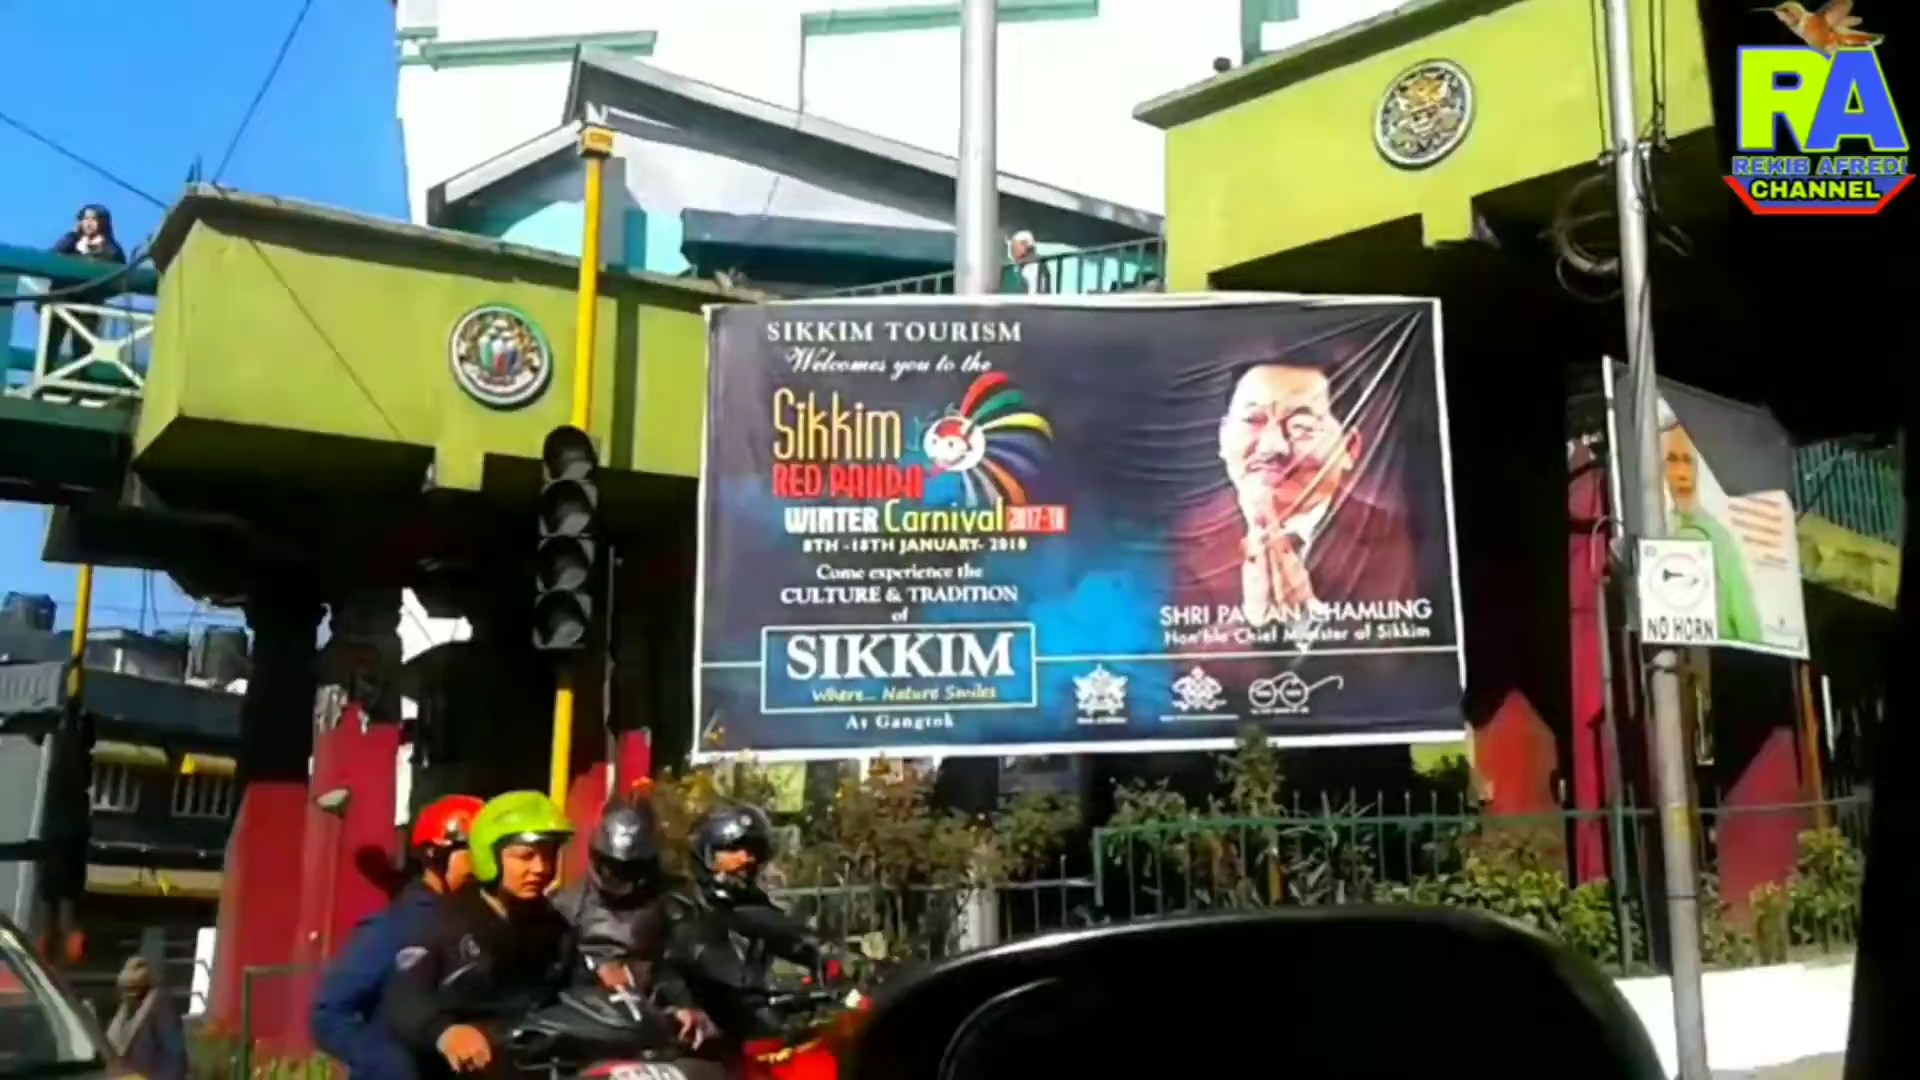 RA
REKIB AFREDI
CHANNEL
SIKKIM TOURISM
Welcomes you to the
Sikkim
RED PANDA
WINTER Carnival 2017-18
8TH -18TH JANUARY- 2018
Come experience the
CULTURE & TRADITION
of
SIKKIM
Where... Nature Smiles
At Gangtok
SHRI PAWAN CHAMLING
Hon'ble Chief Minister of Sikkim
NO HORN